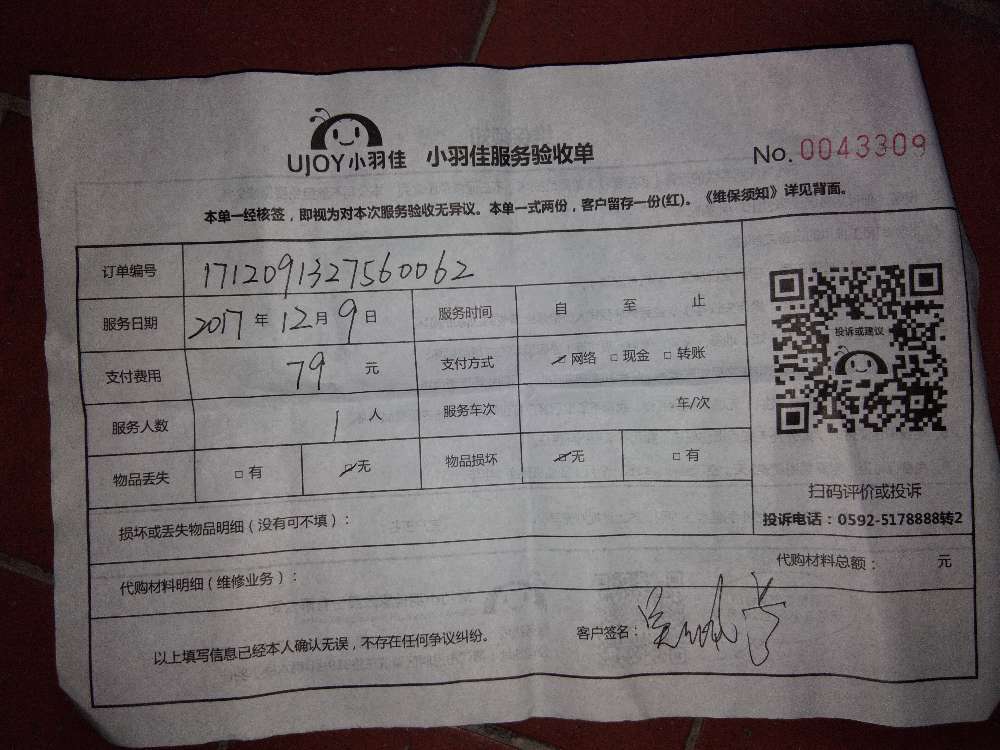 UJOY小羽佳 小羽佳服务验收单 No. 0043309
本单一经核签，即视为对本次服务验收无异议。本单一式两份，客户留存一份(红)。《维保须知》详见背面。
订单编号 1712091327560062
服务日期 2017年12月9日 服务时间 自 至 止
支付费用 79 元 支付方式 网络 现金 转账
服务人数 1人 服务车次 车/次
物品丢失 有 无 物品损坏 无 有
投诉或建议
扫码评价或投诉
投诉电话：0592-5178888转2
损坏或丢失物品明细（没有可不填）：
代购材料明细（维修业务）： 代购材料总额： 元
以上填写信息已经本人确认无误，不存在任何争议纠纷。 客户签名：